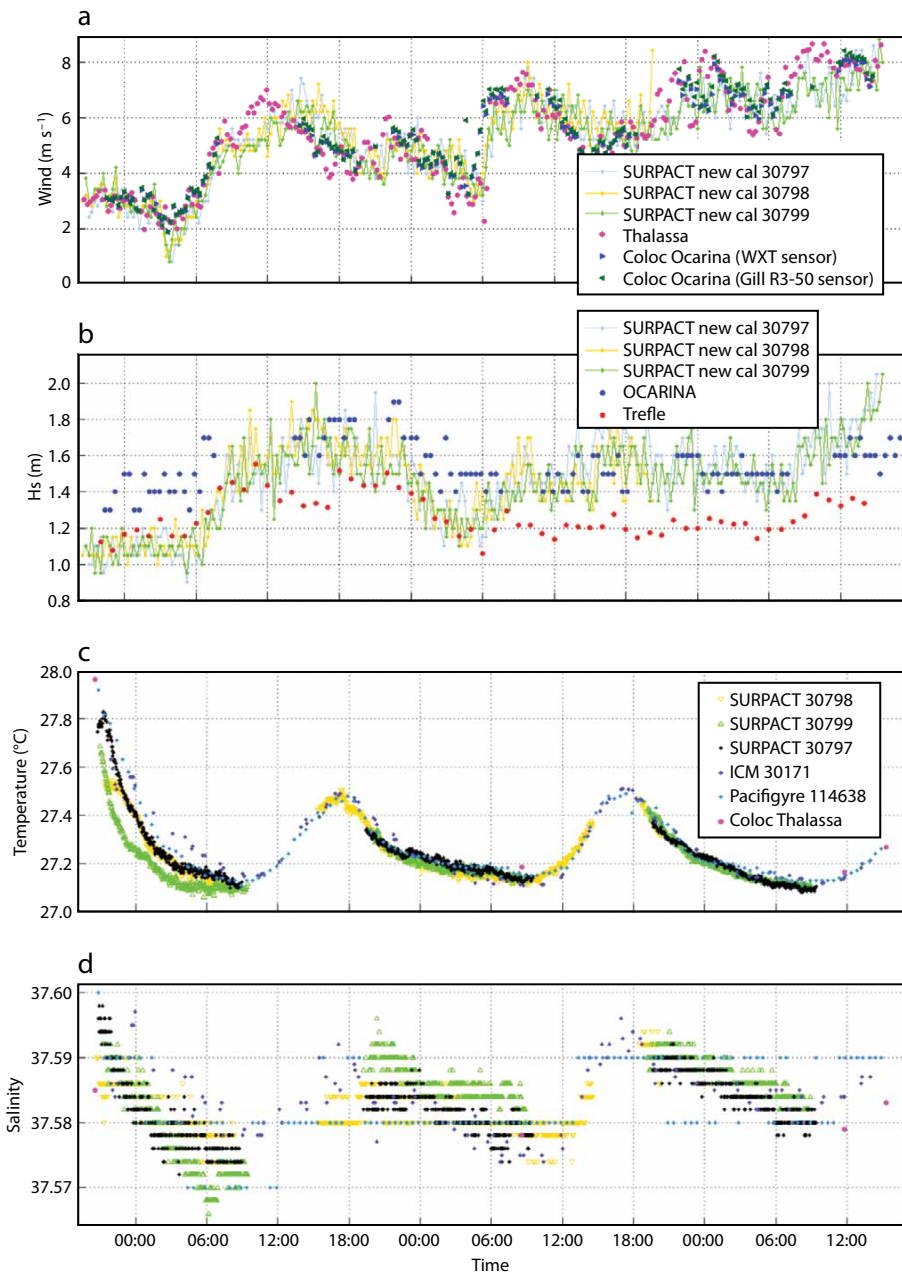 a
8
6
4
2
0
Wind (m s⁻¹)
SURPACT new cal 30797
SURPACT new cal 30798
SURPACT new cal 30799
Thalassa
Coloc Ocarina (WXT sensor)
Coloc Ocarina (Gill R3-50 sensor)
b
2.0
1.8
1.6
1.4
1.2
1.0
0.8
Hs (m)
SURPACT new cal 30797
SURPACT new cal 30798
SURPACT new cal 30799
OCARINA
Trefle
c
28.0
27.8
27.6
27.4
27.2
27.0
Temperature (°C)
SURPACT 30798
SURPACT 30799
SURPACT 30797
ICM 30171
Pacifigyre 114638
Coloc Thalassa
d
37.60
37.59
37.58
37.57
Salinity
00:00 06:00 12:00 18:00 00:00 06:00 12:00 18:00 00:00 06:00 12:00
Time